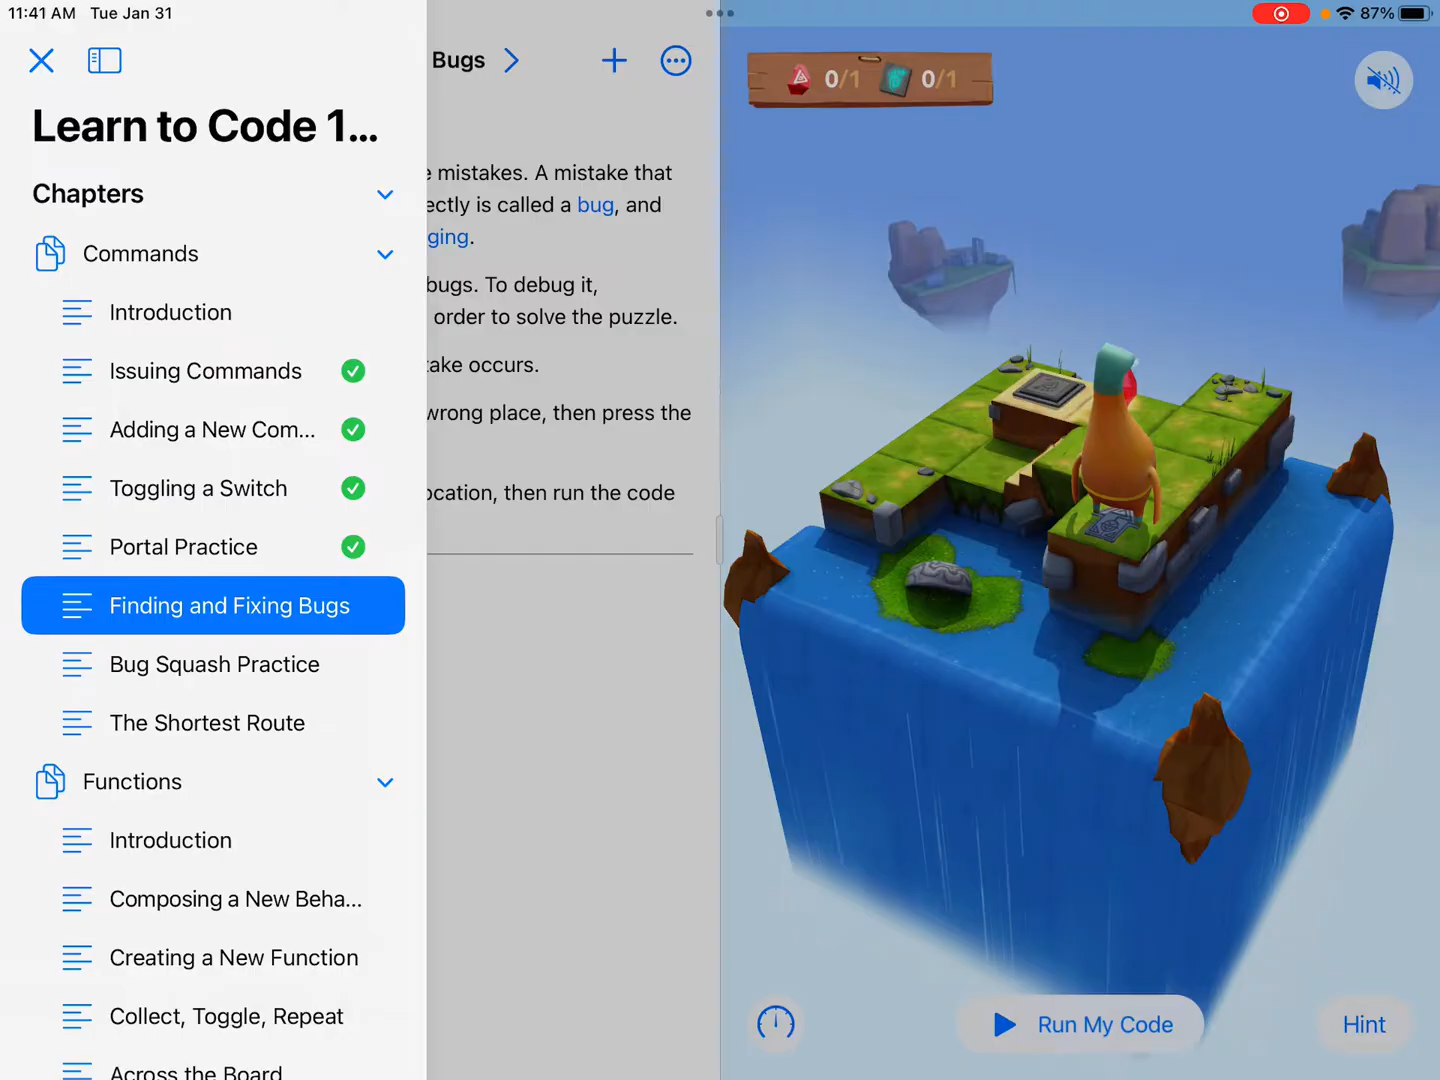 11:41 AM Tue Jan 31
87%
Bugs
0/1 0/1
Learn to Code 1...
Chapters
Commands
Introduction
Issuing Commands
Adding a New Com...
Toggling a Switch
Portal Practice
Finding and Fixing Bugs
Bug Squash Practice
The Shortest Route
Functions
Introduction
Composing a New Beha...
Creating a New Function
Collect, Toggle, Repeat
Across the Board
mistakes. A mistake that
ectly is called a bug, and
ging.
bugs. To debug it,
order to solve the puzzle.
take occurs.
wrong place, then press the
ocation, then run the code
Run My Code
Hint